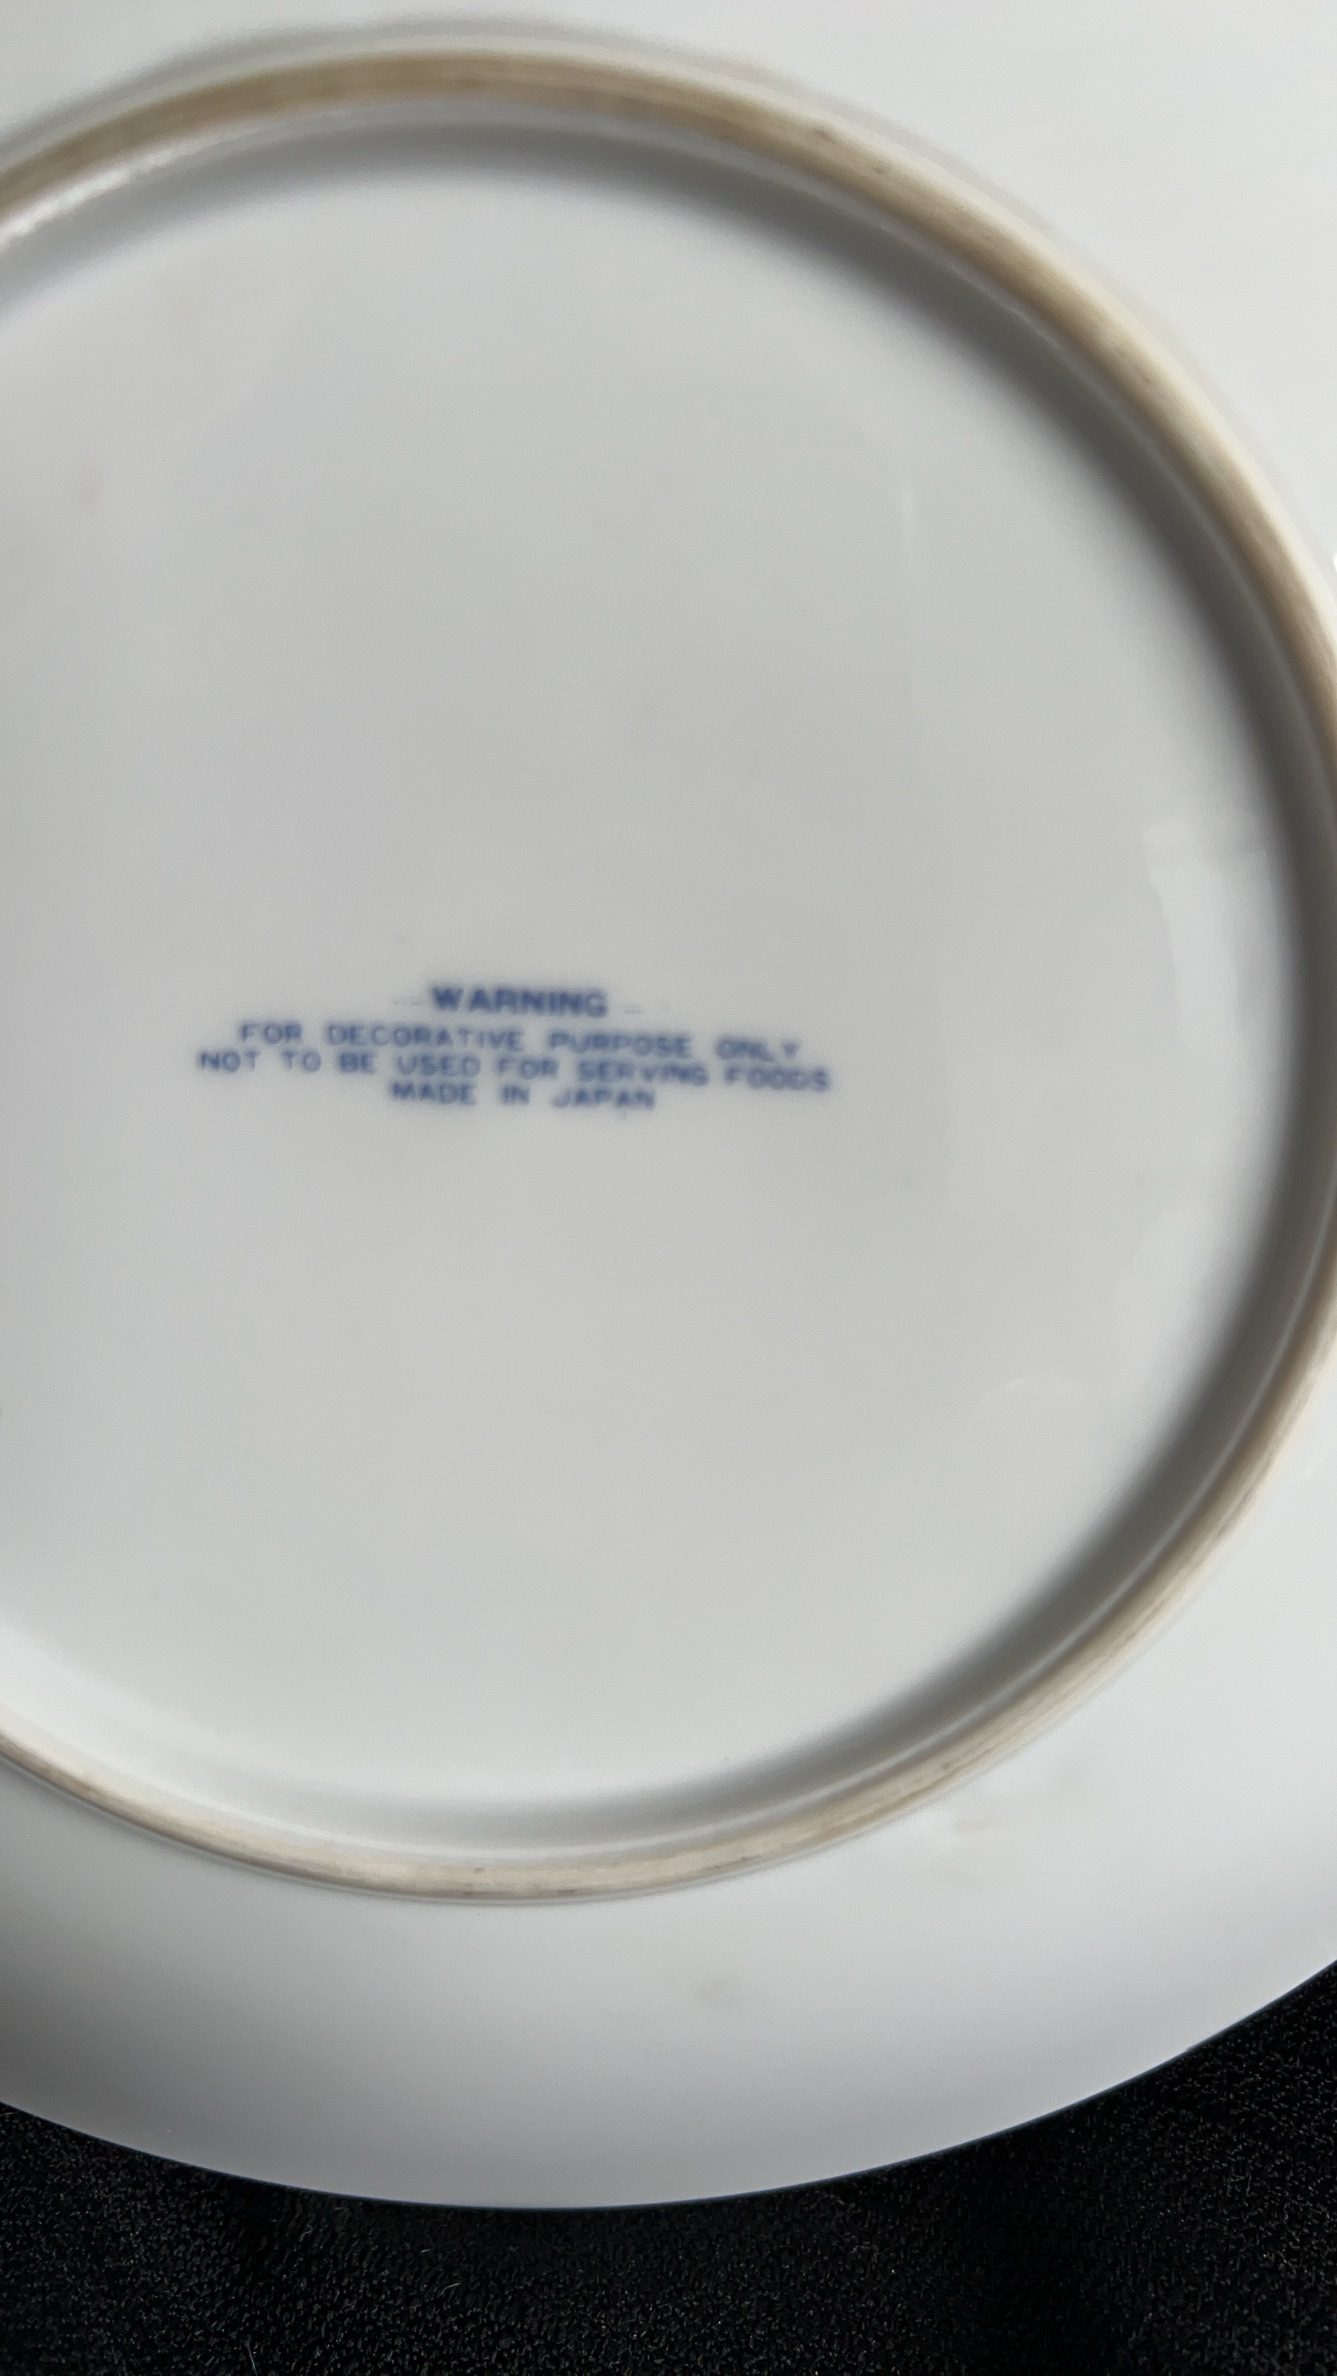 WARNING
FOR DECORATIVE PURPOSE ONLY
NOT TO BE USED FOR SERVING FOODS
MADE IN JAPAN